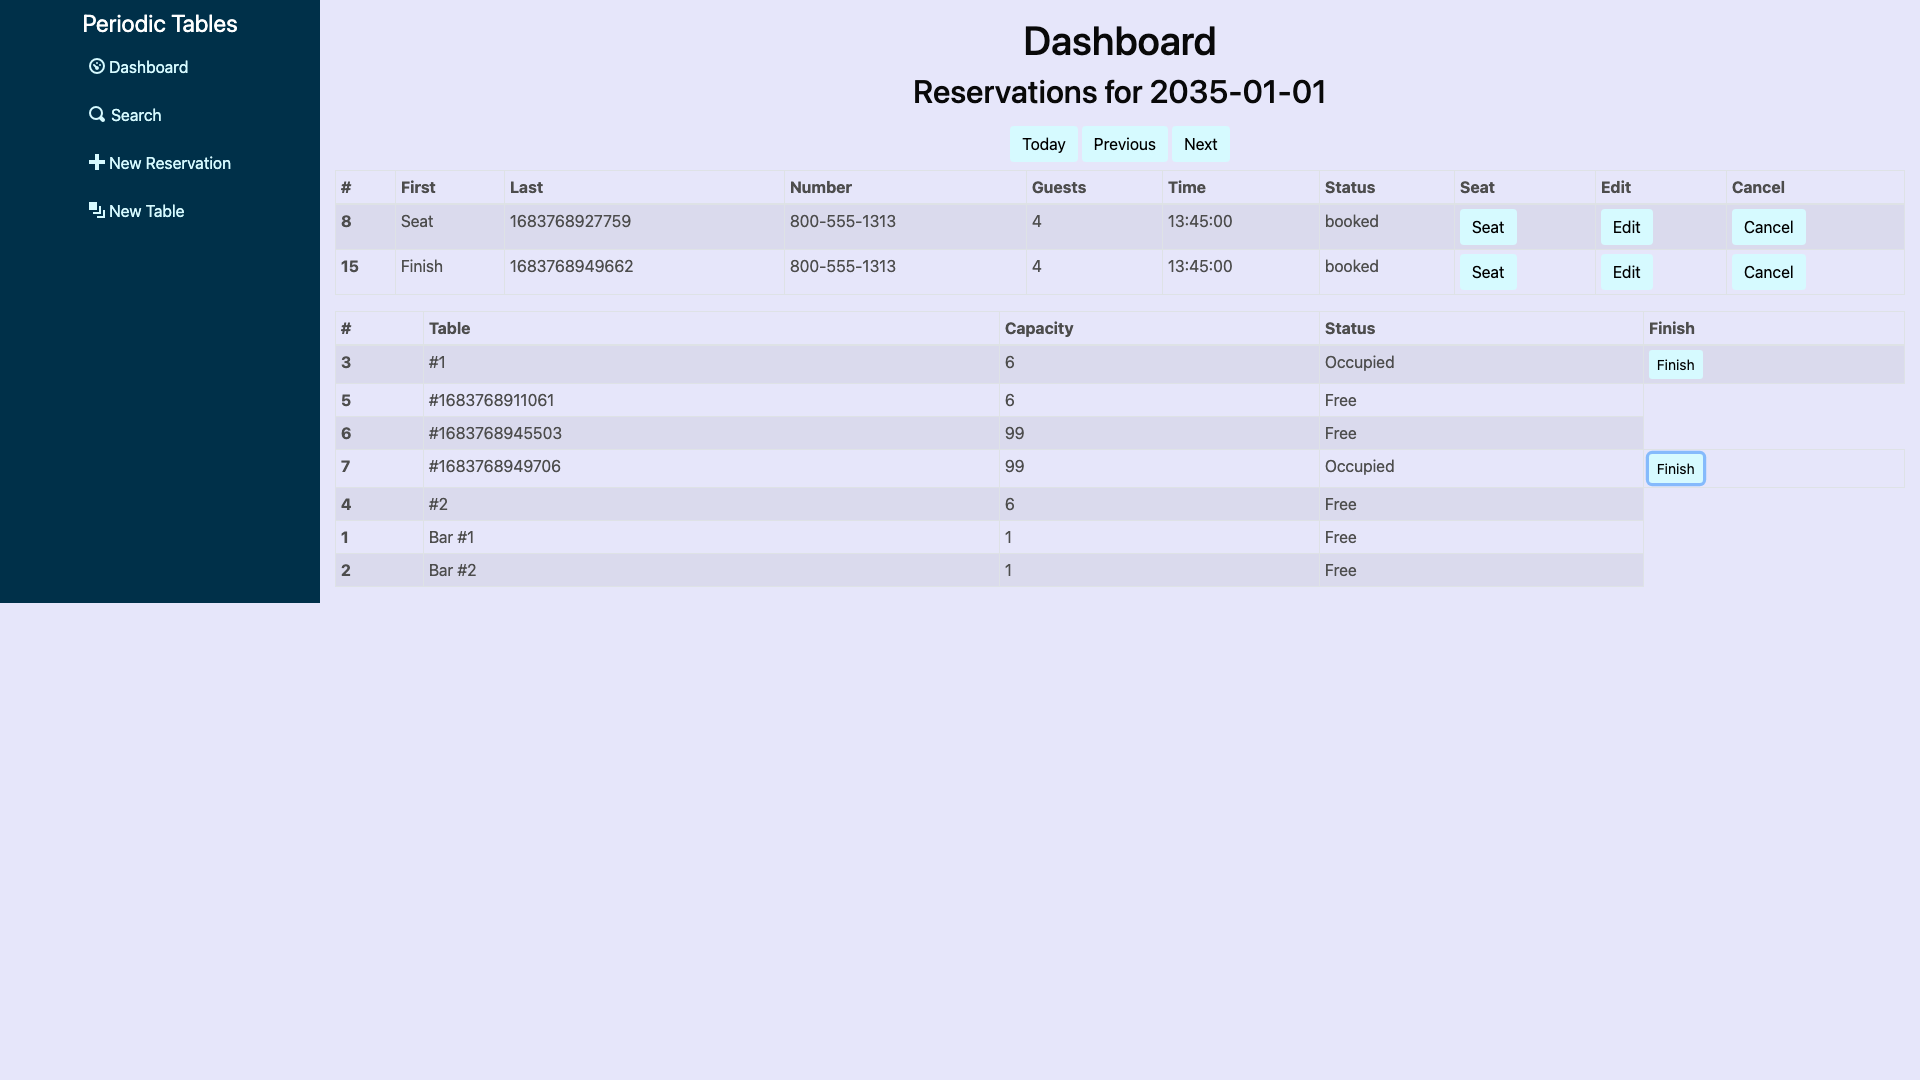 Periodic Tables
Dashboard
Search
New Reservation
New Table
Dashboard
Reservations for 2035-01-01
Today Previous Next
# First Last Number Guests Time Status Seat Edit Cancel
8 Seat 1683768927759 800-555-1313 4 13:45:00 booked Seat Edit Cancel
15 Finish 1683768949662 800-555-1313 4 13:45:00 booked Seat Edit Cancel
# Table Capacity Status Finish
3 #1 6 Occupied Finish
5 #1683768911061 6 Free
6 #1683768945503 99 Free
7 #1683768949706 99 Occupied Finish
4 #2 6 Free
1 Bar #1 1 Free
2 Bar #2 1 Free